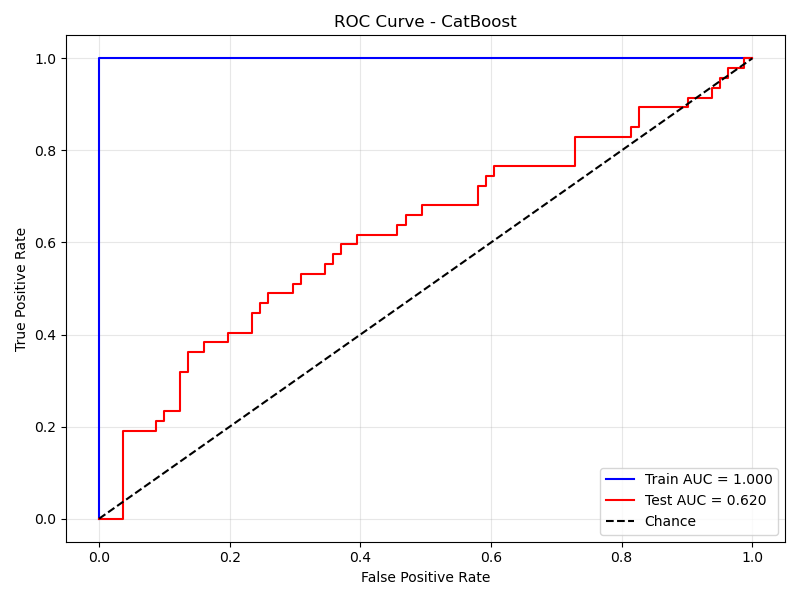 ROC Curve - CatBoost
True Positive Rate
1.0
0.8
0.6
0.4
0.2
0.0
Train AUC = 1.000
Test AUC = 0.620
Chance
0.0 0.2 0.4 0.6 0.8 1.0
False Positive Rate